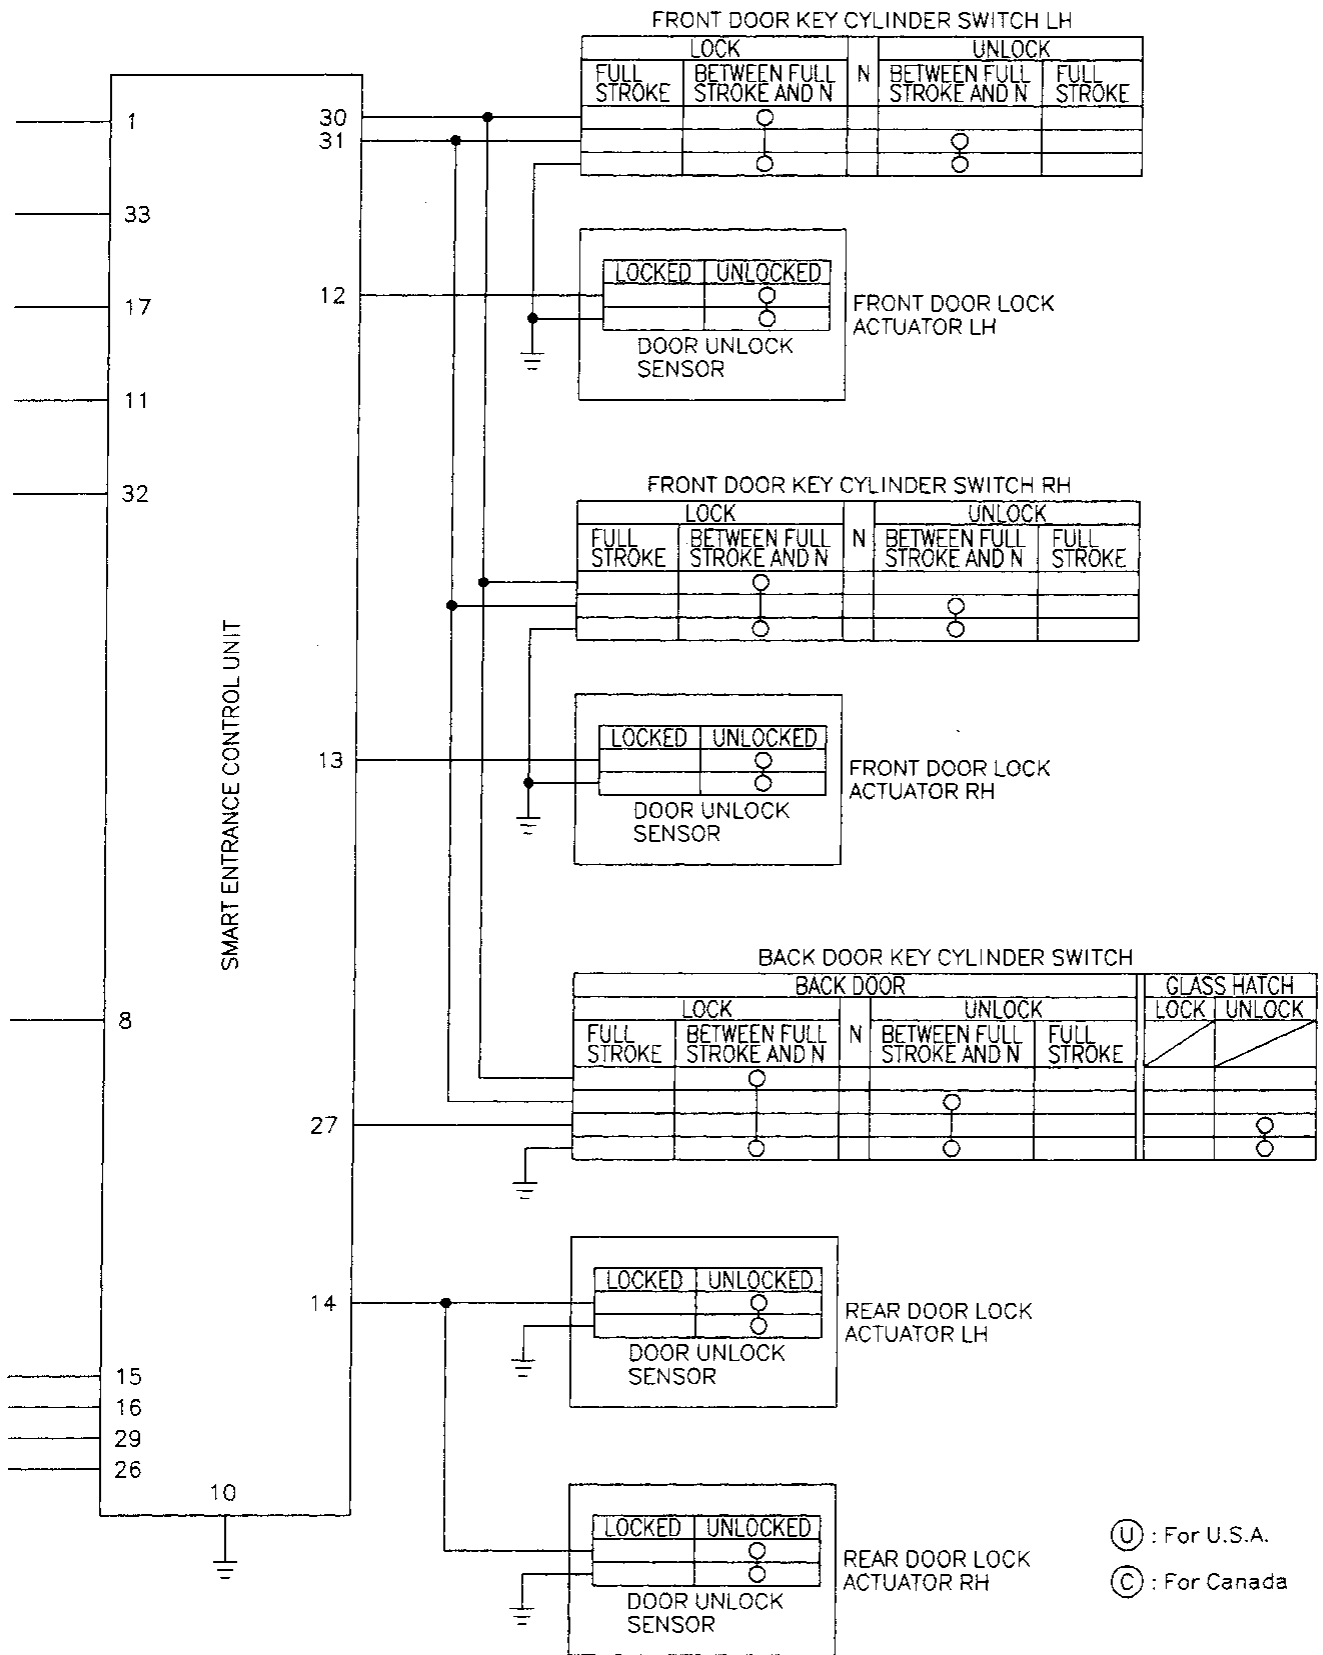 FRONT DOOR KEY CYLINDER SWITCH LH
LOCK
N
UNLOCK
FULL STROKE
BETWEEN FULL STROKE AND N
BETWEEN FULL STROKE AND N
FULL STROKE
1
30
31
33
LOCKED
UNLOCKED
12
17
FRONT DOOR LOCK
ACTUATOR LH
DOOR UNLOCK
SENSOR
11
32
FRONT DOOR KEY CYLINDER SWITCH RH
LOCK
N
UNLOCK
FULL STROKE
BETWEEN FULL STROKE AND N
BETWEEN FULL STROKE AND N
FULL STROKE
SMART ENTRANCE CONTROL UNIT
LOCKED
UNLOCKED
13
FRONT DOOR LOCK
ACTUATOR RH
DOOR UNLOCK
SENSOR
BACK DOOR KEY CYLINDER SWITCH
BACK DOOR
GLASS HATCH
LOCK
N
UNLOCK
LOCK
UNLOCK
FULL STROKE
BETWEEN FULL STROKE AND N
BETWEEN FULL STROKE AND N
FULL STROKE
8
27
LOCKED
UNLOCKED
14
REAR DOOR LOCK
ACTUATOR LH
DOOR UNLOCK
SENSOR
15
16
29
26
10
LOCKED
UNLOCKED
REAR DOOR LOCK
ACTUATOR RH
DOOR UNLOCK
SENSOR
U : For U.S.A.
C : For Canada